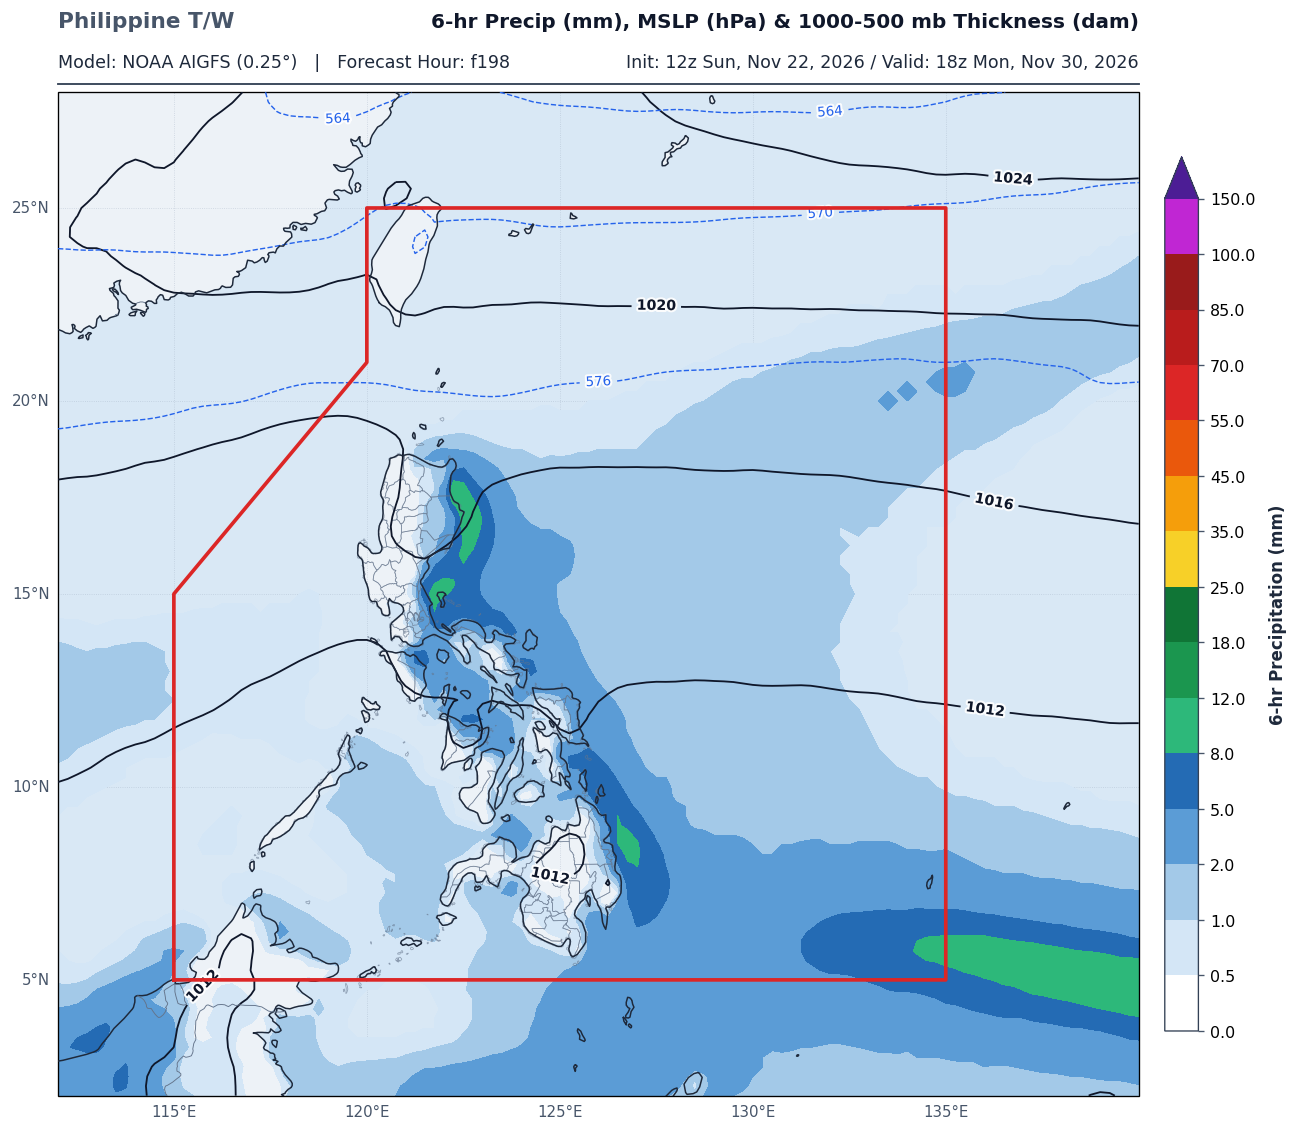 Philippine T/W
6-hr Precip (mm), MSLP (hPa) & 1000-500 mb Thickness (dam)
Model: NOAA AIGFS (0.25°) | Forecast Hour: f198
Init: 12z Sun, Nov 22, 2026 / Valid: 18z Mon, Nov 30, 2026
564
564
1024
570
1020
576
1016
1012
1012
1012
25°N
20°N
15°N
10°N
5°N
115°E
120°E
125°E
130°E
135°E
150.0
100.0
85.0
70.0
55.0
45.0
35.0
25.0
18.0
12.0
8.0
5.0
2.0
1.0
0.5
0.0
6-hr Precipitation (mm)